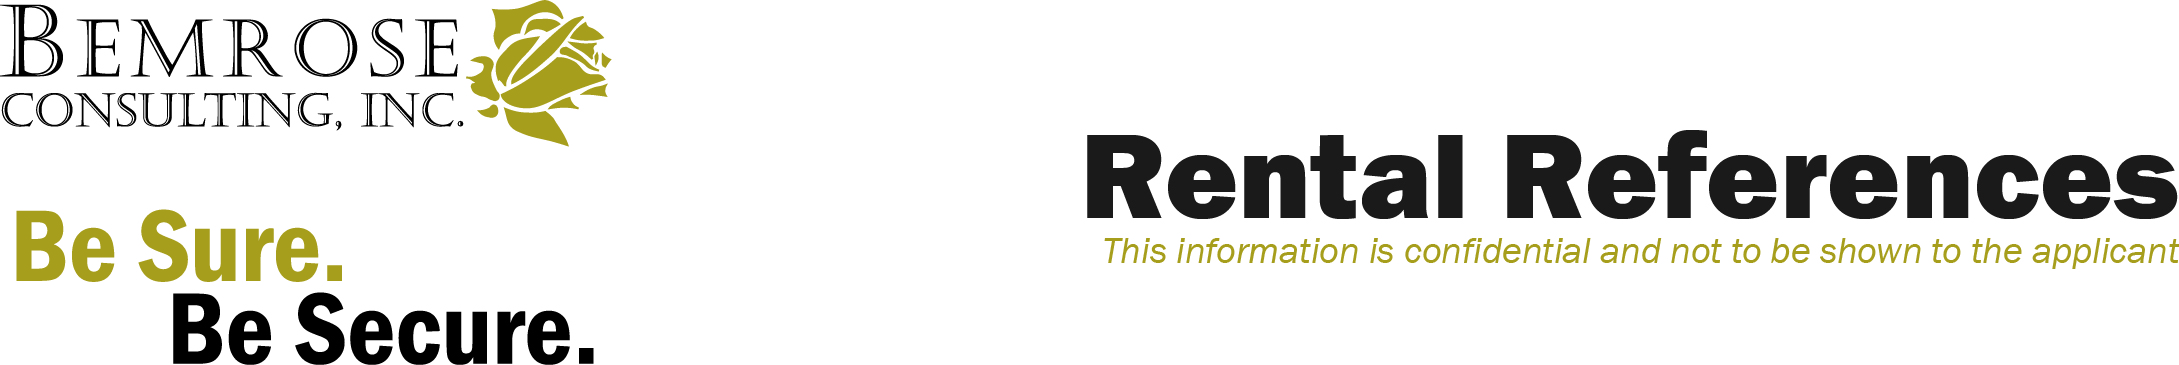 BEMROSE
CONSULTING, INC.
Rental References
This information is confidential and not to be shown to the applicant
Be Sure.
Be Secure.